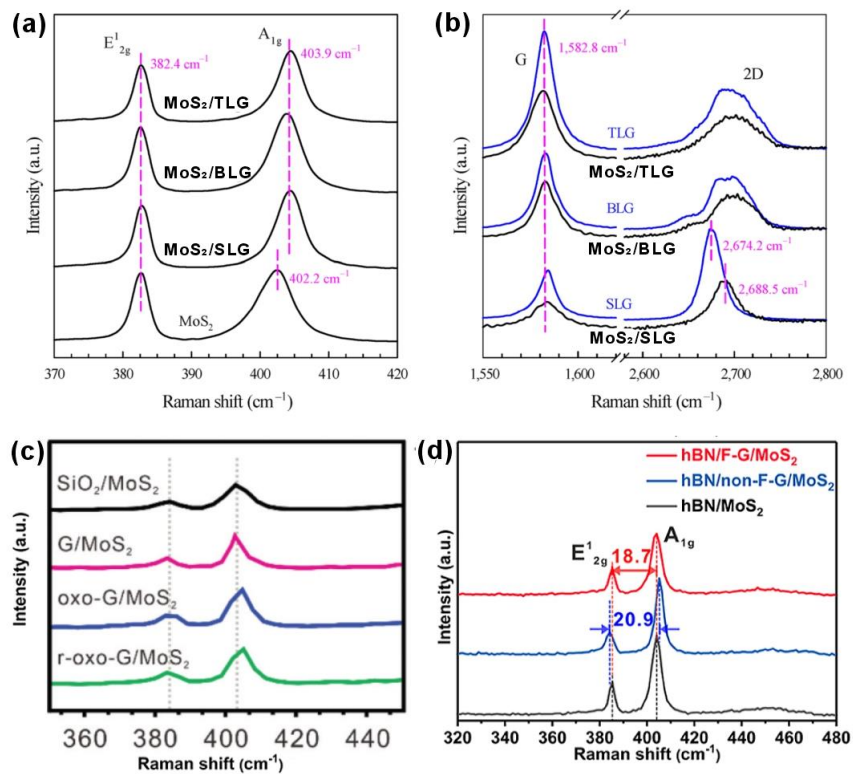 (a)
E¹₂g
A₁g
382.4 cm⁻¹
403.9 cm⁻¹
MoS₂/TLG
MoS₂/BLG
MoS₂/SLG
402.2 cm⁻¹
MoS₂
Intensity (a.u.)
370 380 390 400 410 420
Raman shift (cm⁻¹)
(b)
1,582.8 cm⁻¹
G
2D
TLG
MoS₂/TLG
BLG
MoS₂/BLG
2,674.2 cm⁻¹
2,688.5 cm⁻¹
SLG
MoS₂/SLG
Intensity (a.u.)
1,550 1,600 2,600 2,700 2,800
Raman shift (cm⁻¹)
(c)
SiO₂/MoS₂
G/MoS₂
oxo-G/MoS₂
r-oxo-G/MoS₂
Intensity (a.u.)
360 380 400 420 440
Raman shift (cm⁻¹)
(d)
hBN/F-G/MoS₂
hBN/non-F-G/MoS₂
hBN/MoS₂
E¹₂g
A₁g
18.7
20.9
Intensity (a.u.)
320 340 360 380 400 420 440 460 480
Raman shift (cm⁻¹)